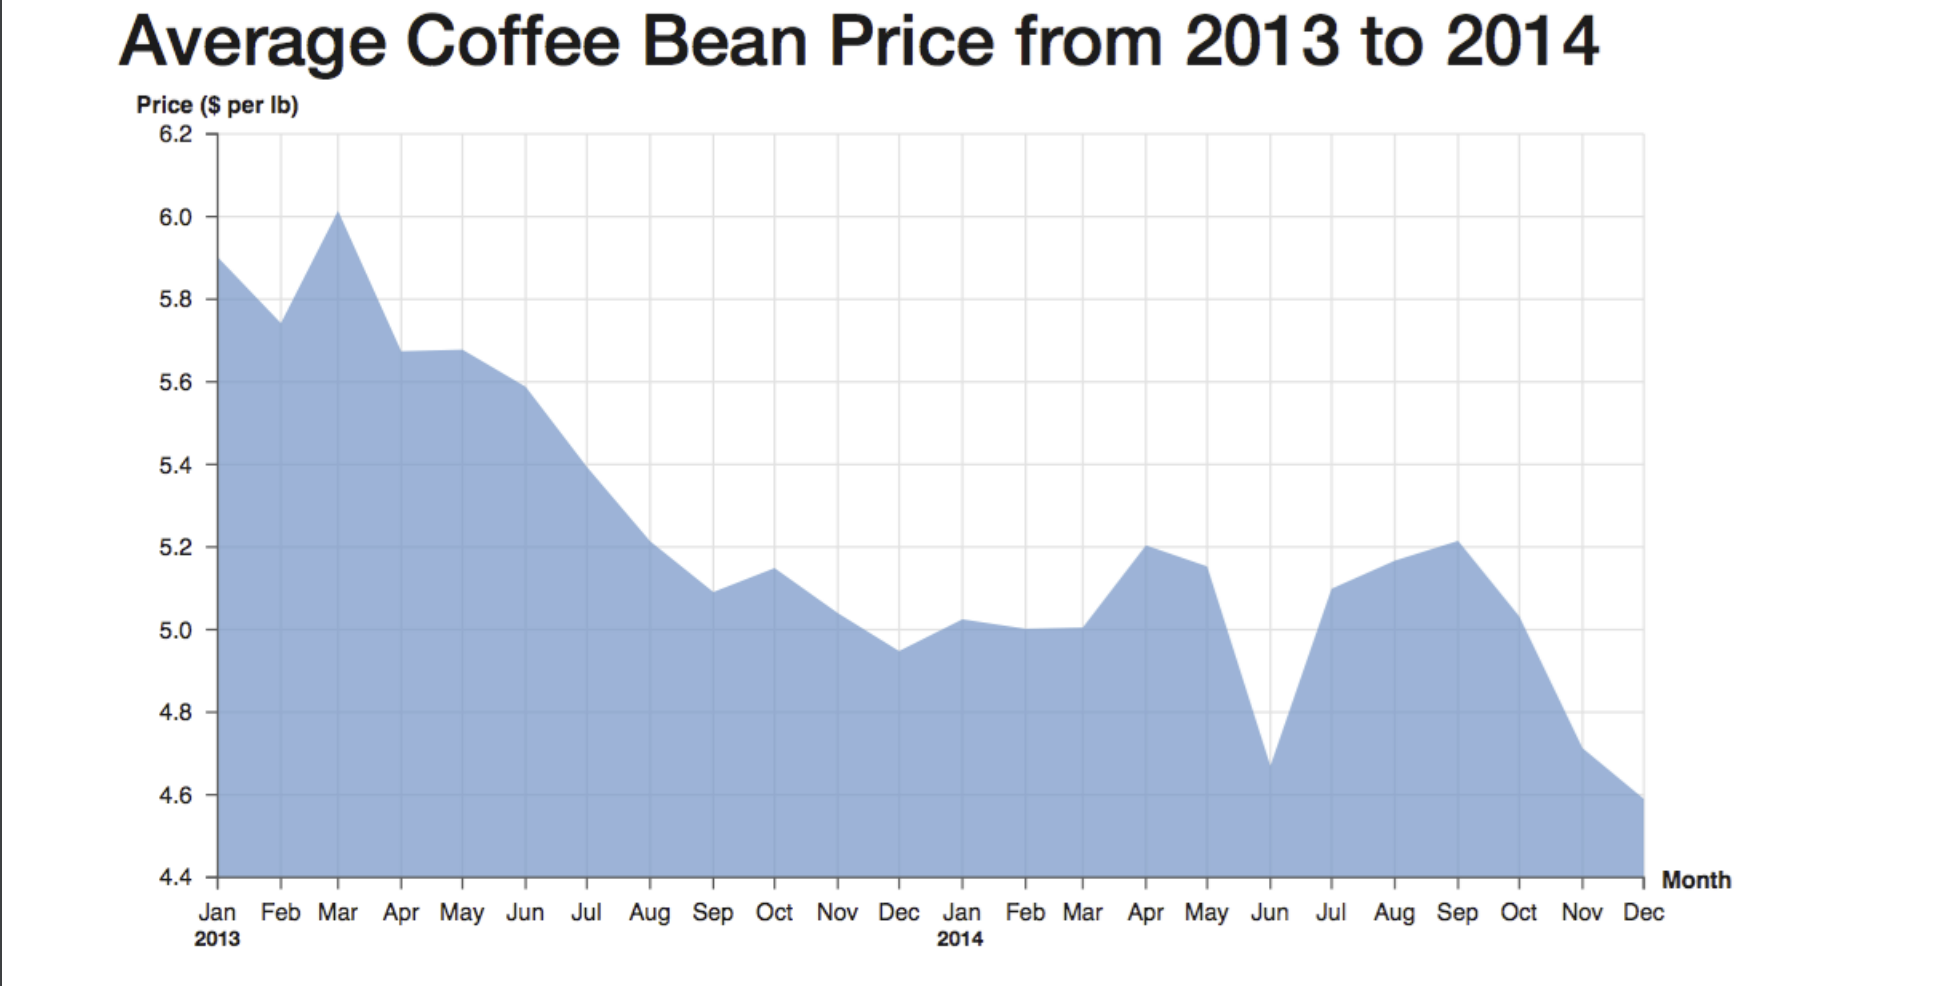 Average Coffee Bean Price from 2013 to 2014
Price ($ per lb)
6.2
6.0
5.8
5.6
5.4
5.2
5.0
4.8
4.6
4.4
Month
Jan Feb Mar Apr May Jun Jul Aug Sep Oct Nov Dec Jan Feb Mar Apr May Jun Jul Aug Sep Oct Nov Dec
2013 2014